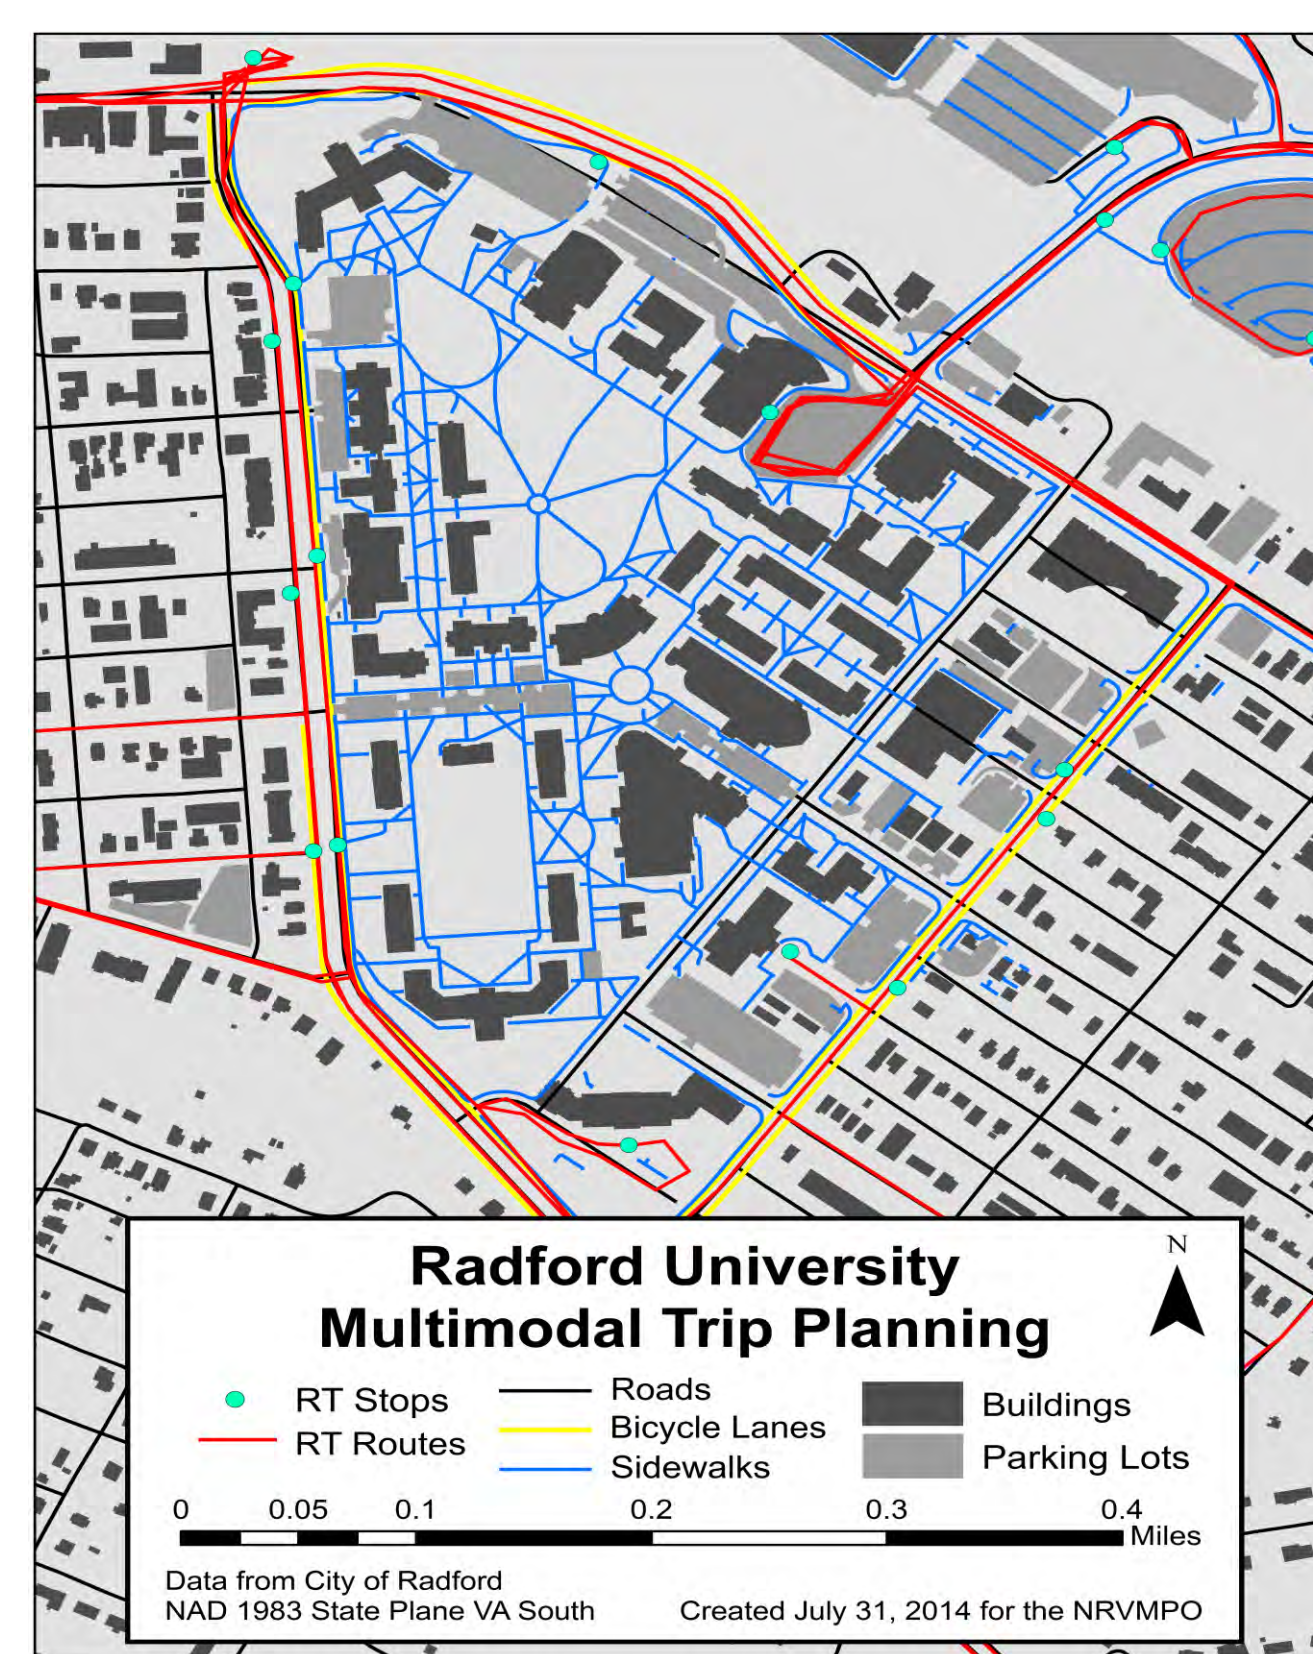 Radford University
Multimodal Trip Planning
N
RT Stops
RT Routes
Roads
Bicycle Lanes
Sidewalks
Buildings
Parking Lots
0 0.05 0.1 0.2 0.3 0.4
Miles
Data from City of Radford
NAD 1983 State Plane VA South
Created July 31, 2014 for the NRVMPO